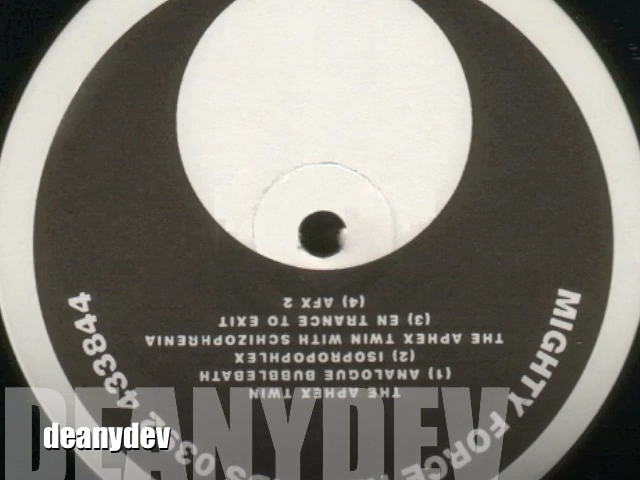 THE APHEX TWIN
(1) ANALOGUE BUBBLEBATH
(2) ISOPROPOPHLEX
THE APHEX TWIN WITH SCHIZOPHRENIA
(3) EN TRANCE TO EXIT
(4) AFX 2
MIGHTY FORCE
433844
DEANYDEV
deanydev